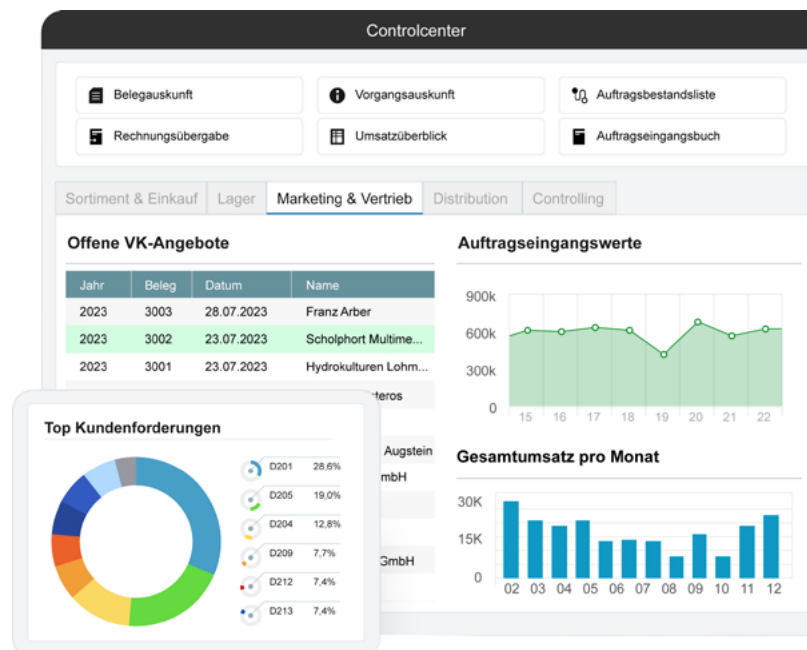 Controlcenter
Belegauskunft
Vorgangsauskunft
Auftragsbestandsliste
Rechnungsübergabe
Umsatzüberblick
Auftragseingangsbuch
Sortiment & Einkauf
Lager
Marketing & Vertrieb
Distribution
Controlling
Offene VK-Angebote
Jahr Beleg Datum Name
2023 3003 28.07.2023 Franz Arber
2023 3002 23.07.2023 Scholphort Multime...
2023 3001 23.07.2023 Hydrokulturen Lohm...
teros
Augstein
mbH
GmbH
Auftragseingangswerte
900k
600k
300k
0
15 16 17 18 19 20 21 22
Gesamtumsatz pro Monat
30K
15K
0
02 03 04 05 06 07 08 09 10 11 12
Top Kundenforderungen
D201 28,6%
D205 19,0%
D204 12,8%
D209 7,7%
D212 7,4%
D213 7,4%